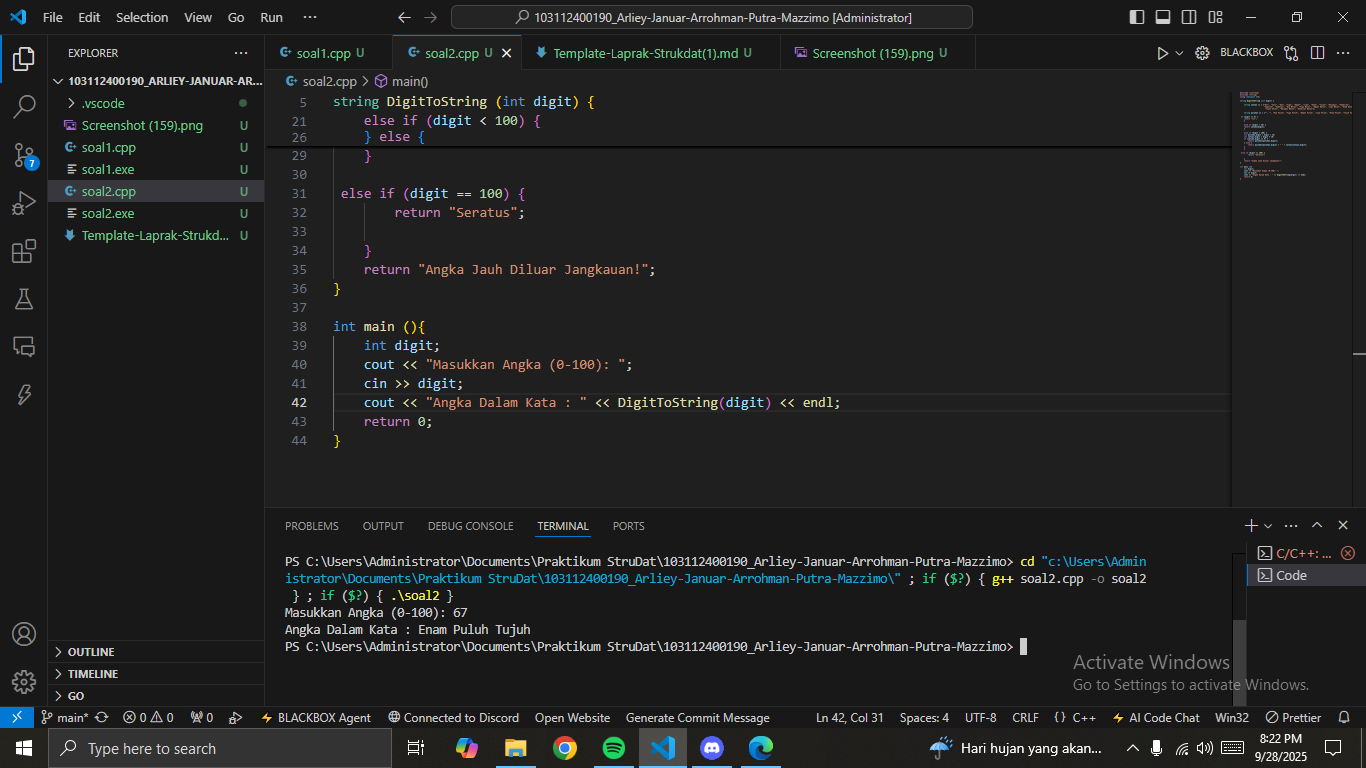 File Edit Selection View Go Run ··· 103112400190_Arliey-Januar-Arrohman-Putra-Mazzimo [Administrator]
EXPLORER ···
103112400190_ARLIEY-JANUAR-AR...
.vscode
Screenshot (159).png U
soal1.cpp U
soal1.exe U
soal2.cpp U
soal2.exe U
Template-Laprak-Strukd... U
OUTLINE
TIMELINE
GO
soal1.cpp U soal2.cpp U Template-Laprak-Strukdat(1).md U Screenshot (159).png U BLACKBOX
soal2.cpp > main()
5 string DigitToString (int digit) {
21 else if (digit < 100) {
26 } else {
29 }
30
31 else if (digit == 100) {
32 return "Seratus";
33
34 }
35 return "Angka Jauh Diluar Jangkauan!";
36 }
37
38 int main (){
39 int digit;
40 cout << "Masukkan Angka (0-100): ";
41 cin >> digit;
42 cout << "Angka Dalam Kata : " << DigitToString(digit) << endl;
43 return 0;
44 }
PROBLEMS OUTPUT DEBUG CONSOLE TERMINAL PORTS
PS C:\Users\Administrator\Documents\Praktikum StruDat\103112400190_Arliey-Januar-Arrohman-Putra-Mazzimo> cd "c:\Users\Admin
istrator\Documents\Praktikum StruDat\103112400190_Arliey-Januar-Arrohman-Putra-Mazzimo\" ; if ($?) { g++ soal2.cpp -o soal2
} ; if ($?) { .\soal2 }
Masukkan Angka (0-100): 67
Angka Dalam Kata : Enam Puluh Tujuh
PS C:\Users\Administrator\Documents\Praktikum StruDat\103112400190_Arliey-Januar-Arrohman-Putra-Mazzimo>
C/C++: ...
Code
Activate Windows
Go to Settings to activate Windows.
7
main* 0 0 0 BLACKBOX Agent Connected to Discord Open Website Generate Commit Message Ln 42, Col 31 Spaces: 4 UTF-8 CRLF {} C++ AI Code Chat Win32 Prettier
Type here to search Hari hujan yang akan... 8:22 PM
9/28/2025